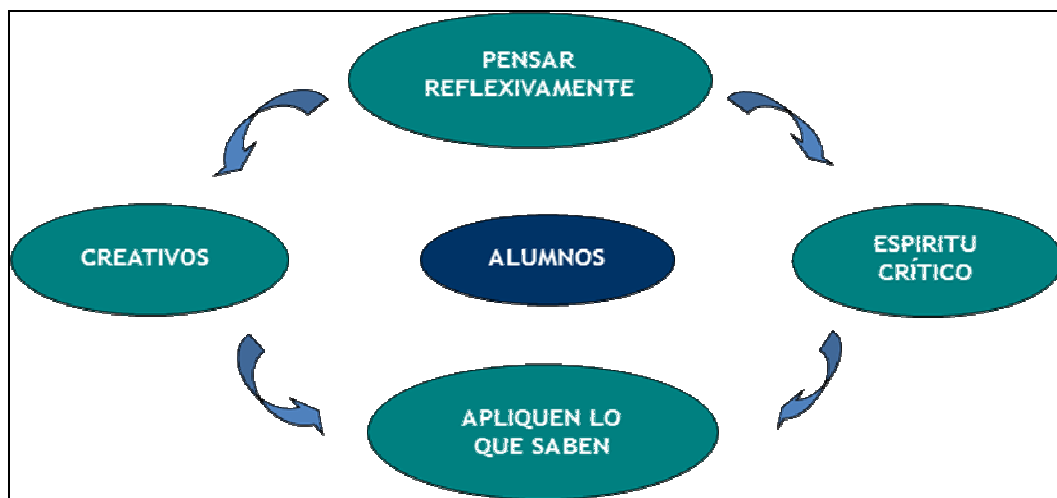 PENSAR
REFLEXIVAMENTE
CREATIVOS
ALUMNOS
ESPIRITU
CRÍTICO
APLIQUEN LO
QUE SABEN